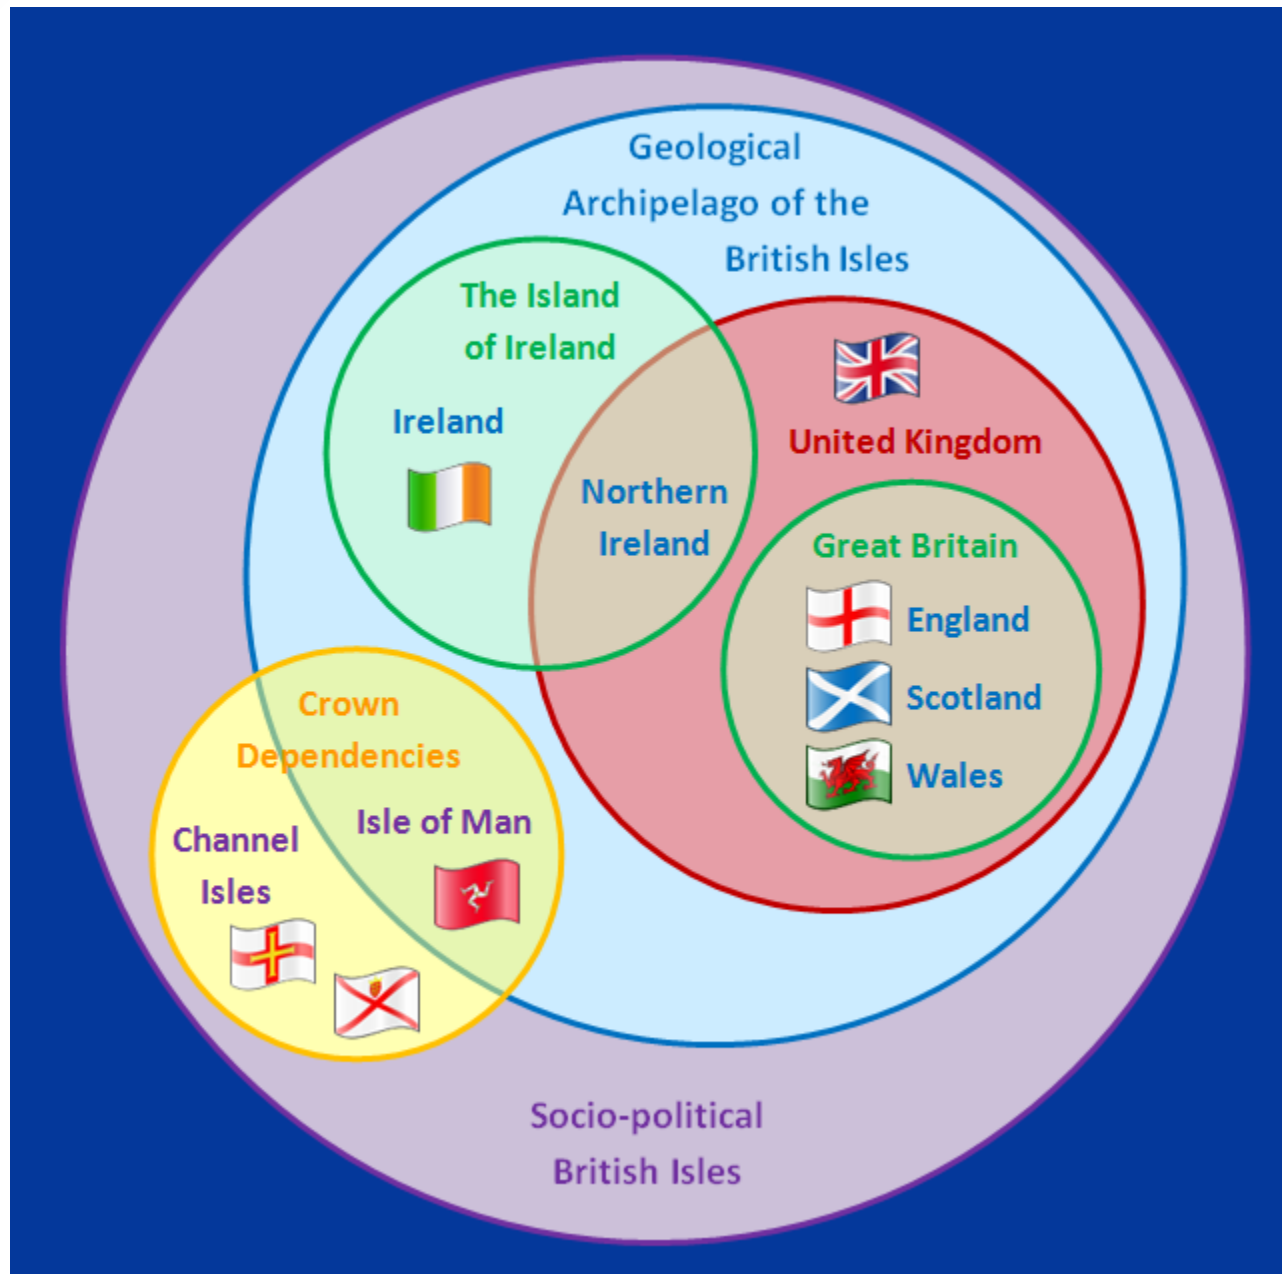 Geological
Archipelago of the
British Isles
The Island
of Ireland
Ireland
Northern
Ireland
United Kingdom
Great Britain
England
Scotland
Wales
Crown
Dependencies
Isle of Man
Channel
Isles
Socio-political
British Isles